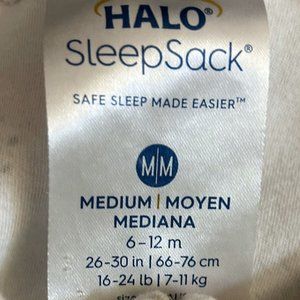 HALO®
SleepSack®
SAFE SLEEP MADE EASIER™
M|M
MEDIUM | MOYEN
MEDIANA
6-12 m
26-30 in | 66-76 cm
16-24 lb | 7-11 kg